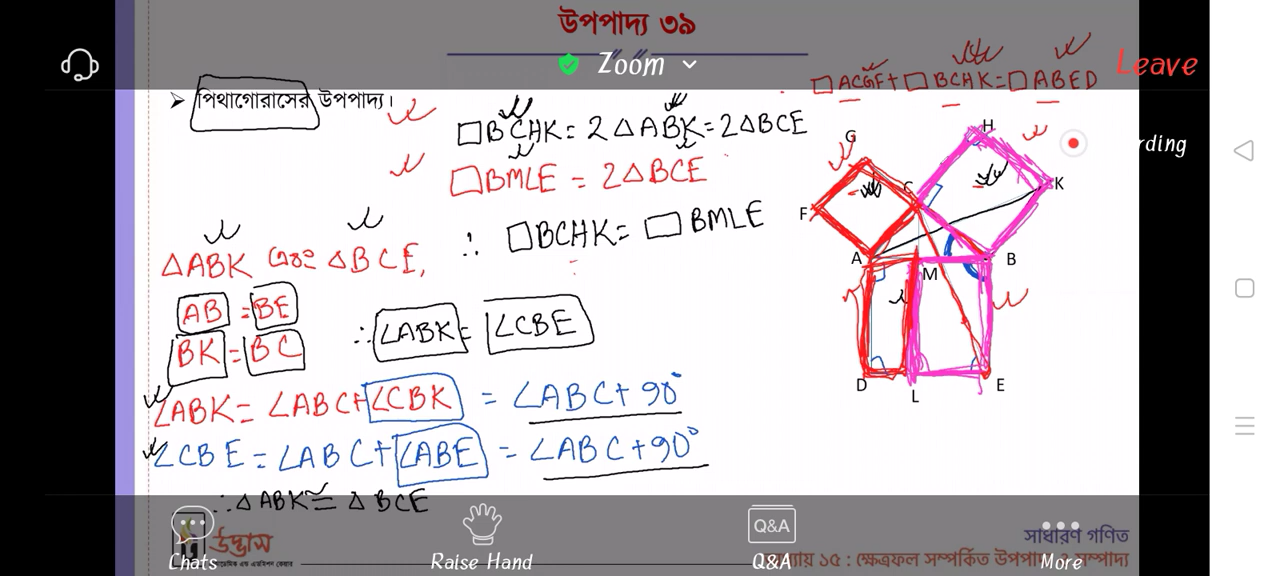 উপপাদ্য ৩৯
Zoom
Leave
□ACGF+□BCHK=□ABED
➤ পিথাগোরাসের উপপাদ্য।
□BCHK=2△ABK=2△BCE
□BMLE = 2△BCE
∴ □BCHK= □BMLE
△ABK এবং △BCE,
AB = BE
BK = BC
∴ ∠ABK= ∠CBE
∠ABK= ∠ABC+∠CBK = ∠ABC+90°
∠CBE = ∠ABC+∠ABE = ∠ABC+90°
∴△ABK≅△BCE
G
H
rding
K
C
F
A
M
B
D
L
E
উদ্ভাস
সাধারণ গণিত
১৫ : ক্ষেত্রফল সম্পর্কিত উপপাদ্য
সম্পাদ্য
Chats
Raise Hand
Q&A
Q&A
More